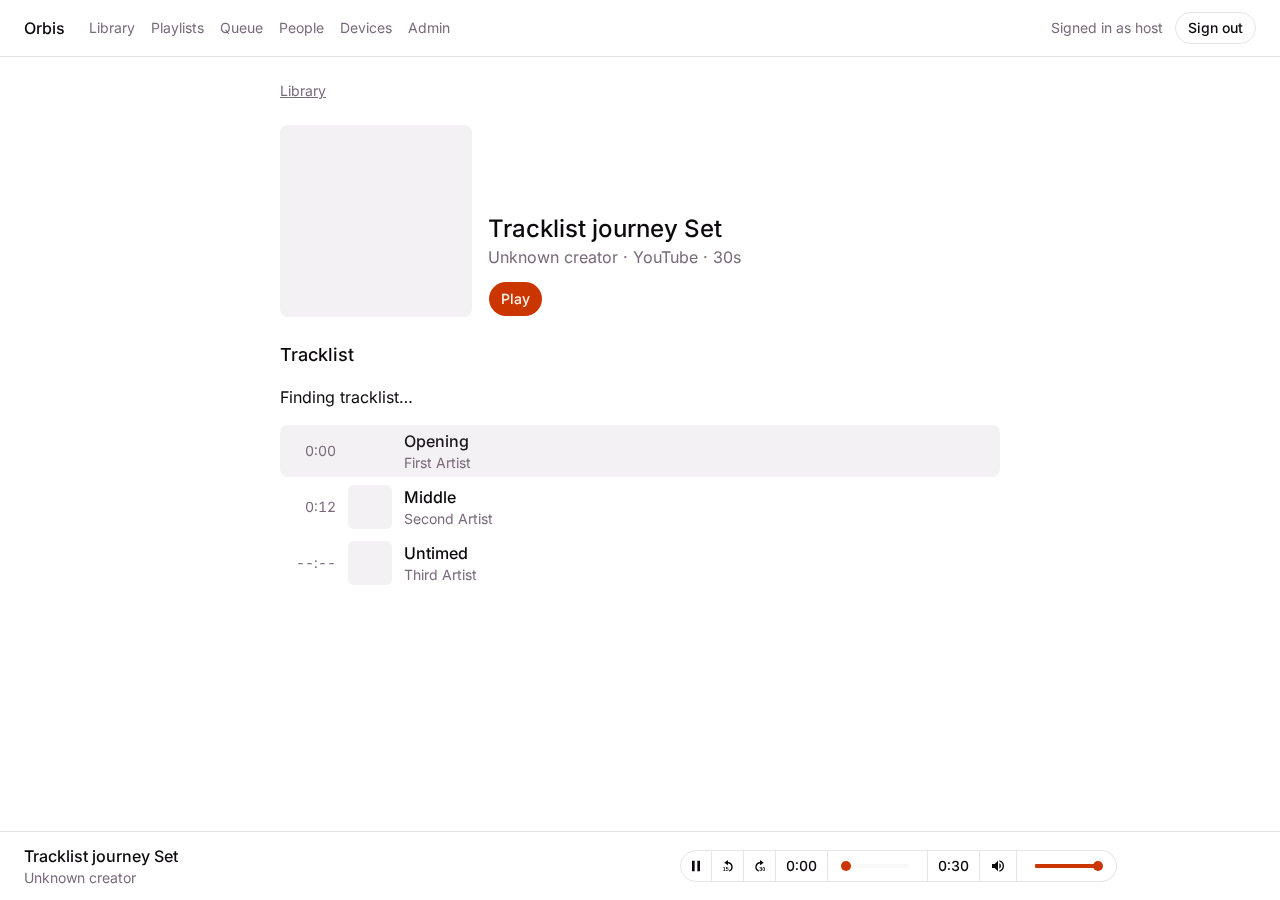 Orbis Library Playlists Queue People Devices Admin Signed in as host Sign out
Library
Tracklist journey Set
Unknown creator · YouTube · 30s
Play
Tracklist
Finding tracklist…
0:00 Opening
First Artist
0:12 Middle
Second Artist
--:-- Untimed
Third Artist
Tracklist journey Set
Unknown creator
15 30 0:00 0:30